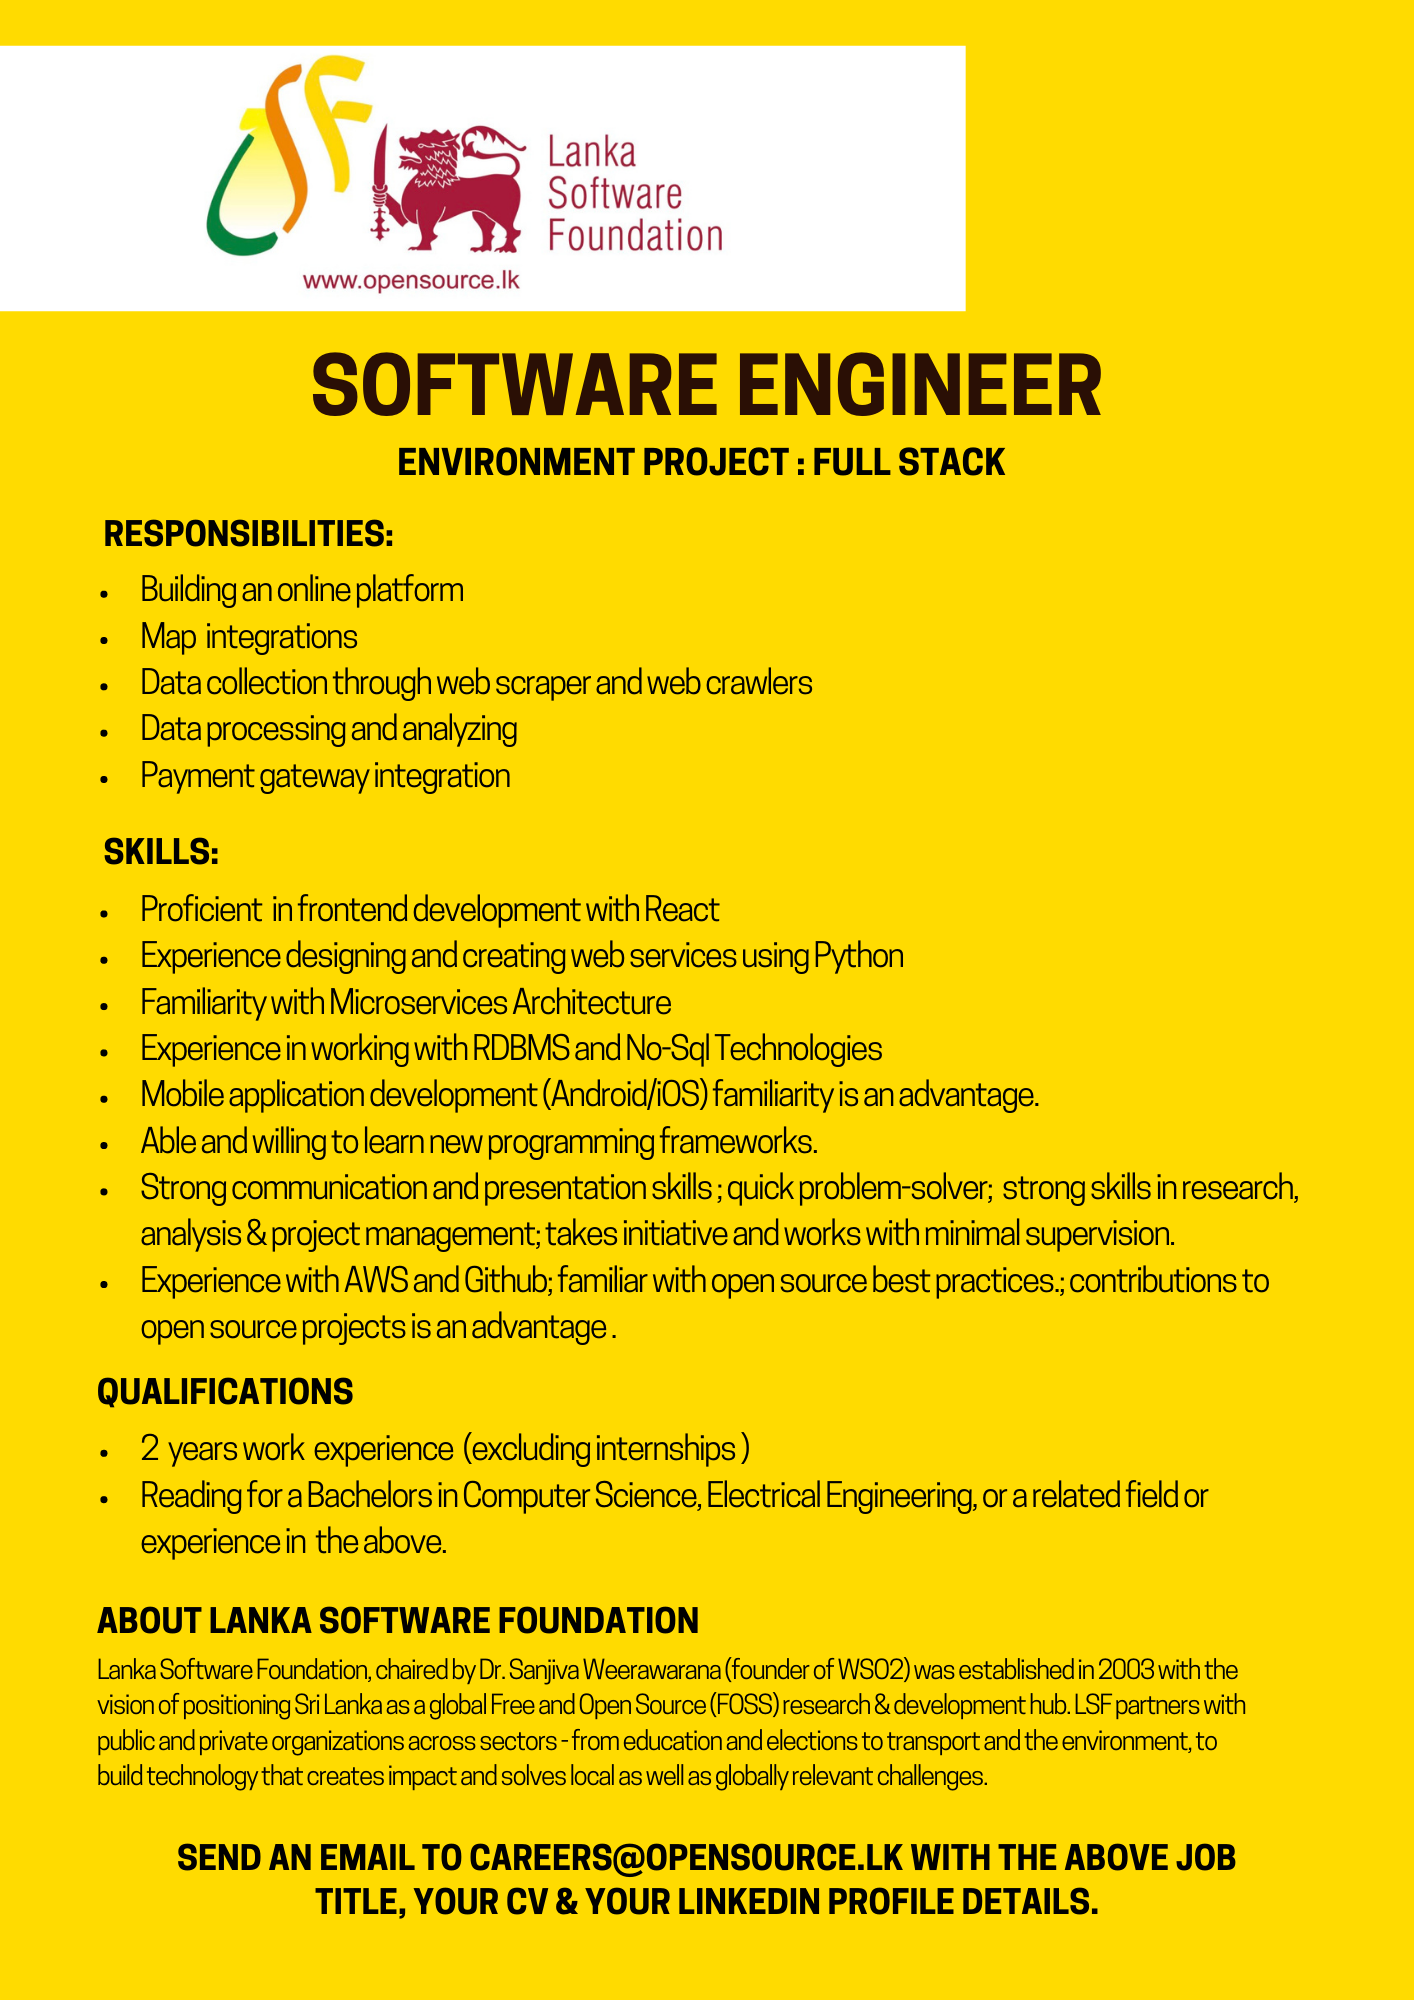 SF
Lanka
Software
Foundation
www.opensource.lk
SOFTWARE ENGINEER
ENVIRONMENT PROJECT : FULL STACK
RESPONSIBILITIES:
• Building an online platform
• Map integrations
• Data collection through web scraper and web crawlers
• Data processing and analyzing
• Payment gateway integration
SKILLS:
• Proficient in frontend development with React
• Experience designing and creating web services using Python
• Familiarity with Microservices Architecture
• Experience in working with RDBMS and No-Sql Technologies
• Mobile application development (Android/iOS) familiarity is an advantage.
• Able and willing to learn new programming frameworks.
• Strong communication and presentation skills ; quick problem-solver; strong skills in research,
analysis & project management; takes initiative and works with minimal supervision.
• Experience with AWS and Github; familiar with open source best practices.; contributions to
open source projects is an advantage .
QUALIFICATIONS
• 2 years work experience (excluding internships )
• Reading for a Bachelors in Computer Science, Electrical Engineering, or a related field or
experience in the above.
ABOUT LANKA SOFTWARE FOUNDATION
Lanka Software Foundation, chaired by Dr. Sanjiva Weerawarana (founder of WSO2) was established in 2003 with the
vision of positioning Sri Lanka as a global Free and Open Source (FOSS) research & development hub. LSF partners with
public and private organizations across sectors - from education and elections to transport and the environment, to
build technology that creates impact and solves local as well as globally relevant challenges.
SEND AN EMAIL TO CAREERS@OPENSOURCE.LK WITH THE ABOVE JOB
TITLE, YOUR CV & YOUR LINKEDIN PROFILE DETAILS.